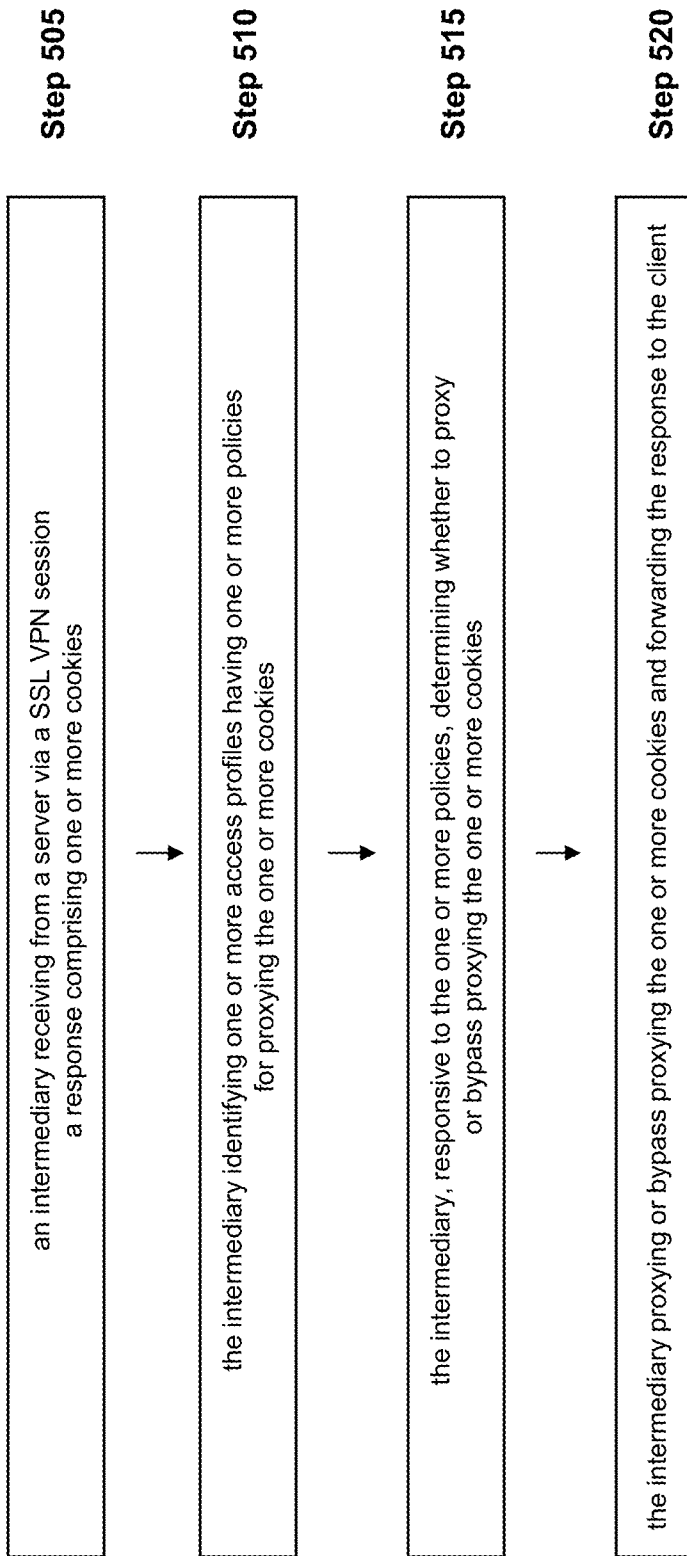 an intermediary receiving from a server via a SSL VPN session
a response comprising one or more cookies
Step 505
the intermediary identifying one or more access profiles having one or more policies
for proxying the one or more cookies
Step 510
the intermediary, responsive to the one or more policies, determining whether to proxy
or bypass proxying the one or more cookies
Step 515
the intermediary proxying or bypass proxying the one or more cookies and forwarding the response to the client
Step 520